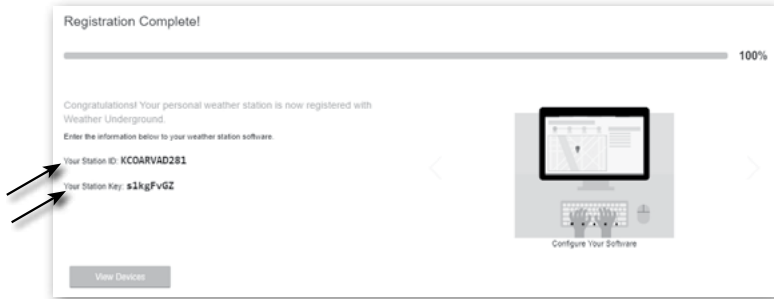 Registration Complete!
100%
Congratulations! Your personal weather station is now registered with
Weather Underground.
Enter the information below to your weather station software.
Your Station ID: KCOARVAD281
Your Station Key: s1kgFvGZ
Configure Your Software
View Devices